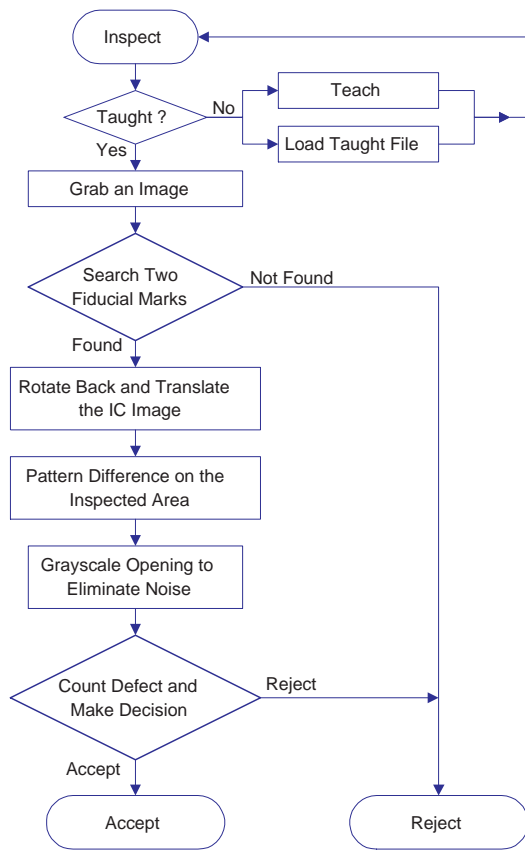 Inspect
Taught ?
No
Teach
Load Taught File
Yes
Grab an Image
Search Two
Fiducial Marks
Not Found
Found
Rotate Back and Translate
the IC Image
Pattern Difference on the
Inspected Area
Grayscale Opening to
Eliminate Noise
Count Defect and
Make Decision
Reject
Accept
Accept
Reject